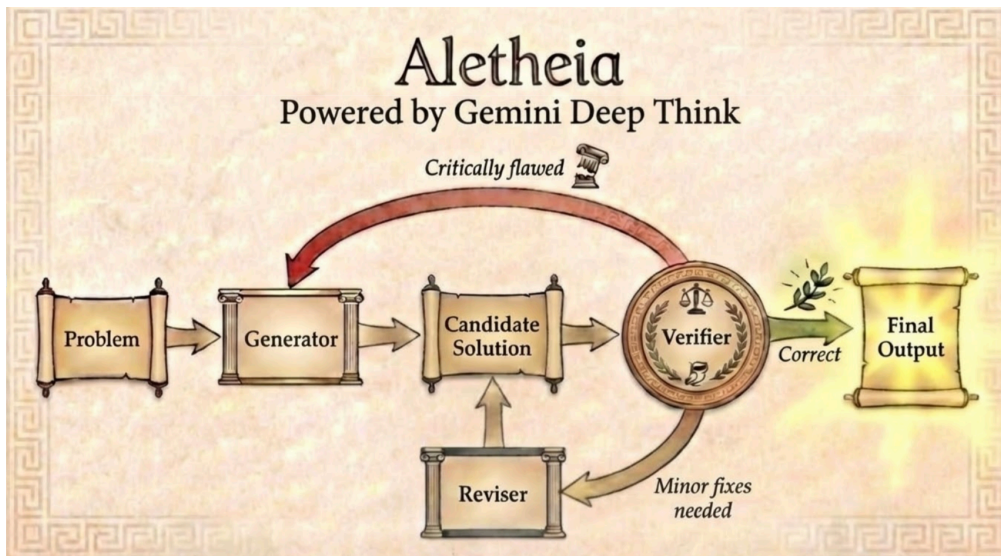 Aletheia
Powered by Gemini Deep Think
Critically flawed
Problem
Generator
Candidate
Solution
Verifier
Correct
Final
Output
Reviser
Minor fixes
needed